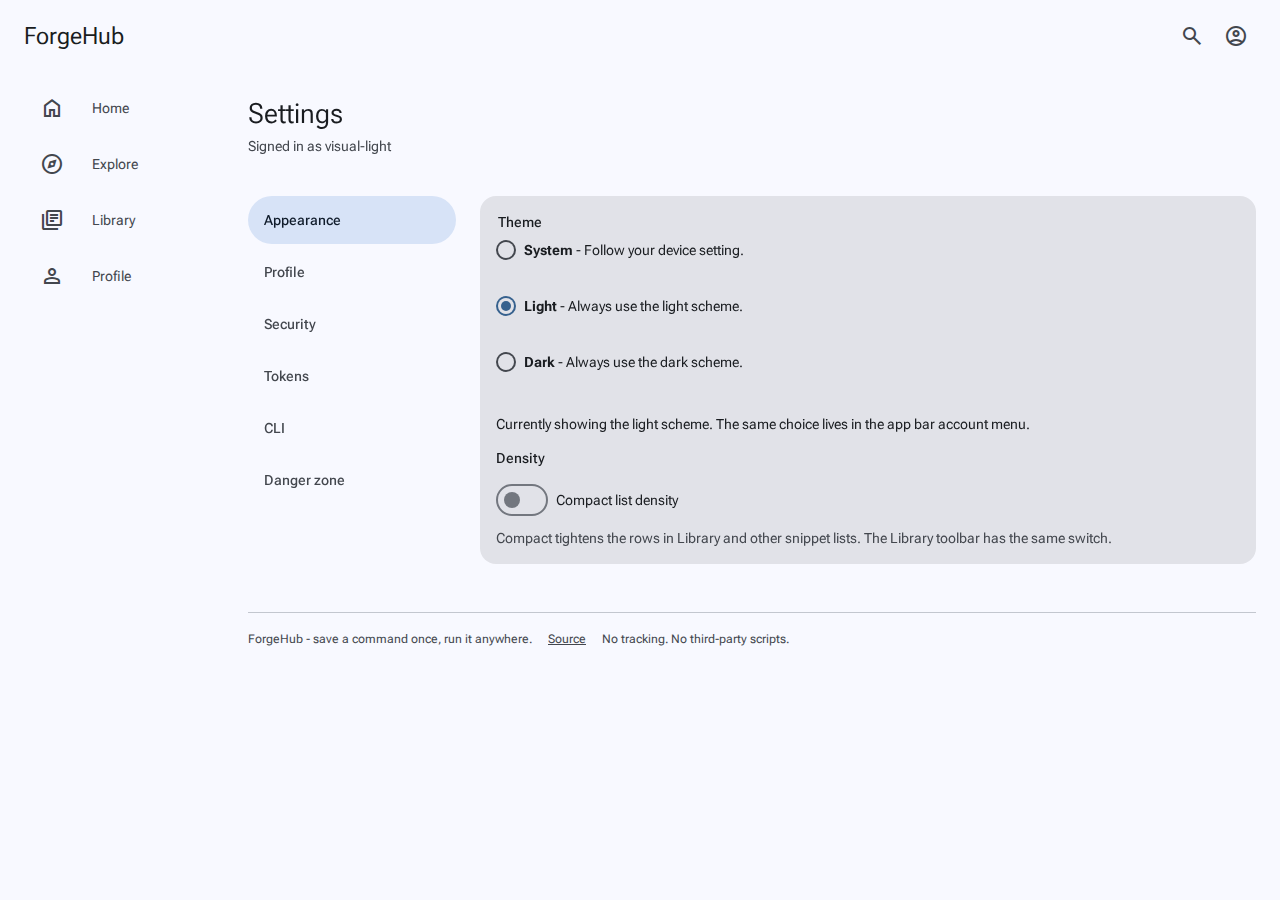 ForgeHub
Home
Explore
Library
Profile
Settings
Signed in as visual-light
Appearance
Profile
Security
Tokens
CLI
Danger zone
Theme
System - Follow your device setting.
Light - Always use the light scheme.
Dark - Always use the dark scheme.
Currently showing the light scheme. The same choice lives in the app bar account menu.
Density
Compact list density
Compact tightens the rows in Library and other snippet lists. The Library toolbar has the same switch.
ForgeHub - save a command once, run it anywhere. Source No tracking. No third-party scripts.